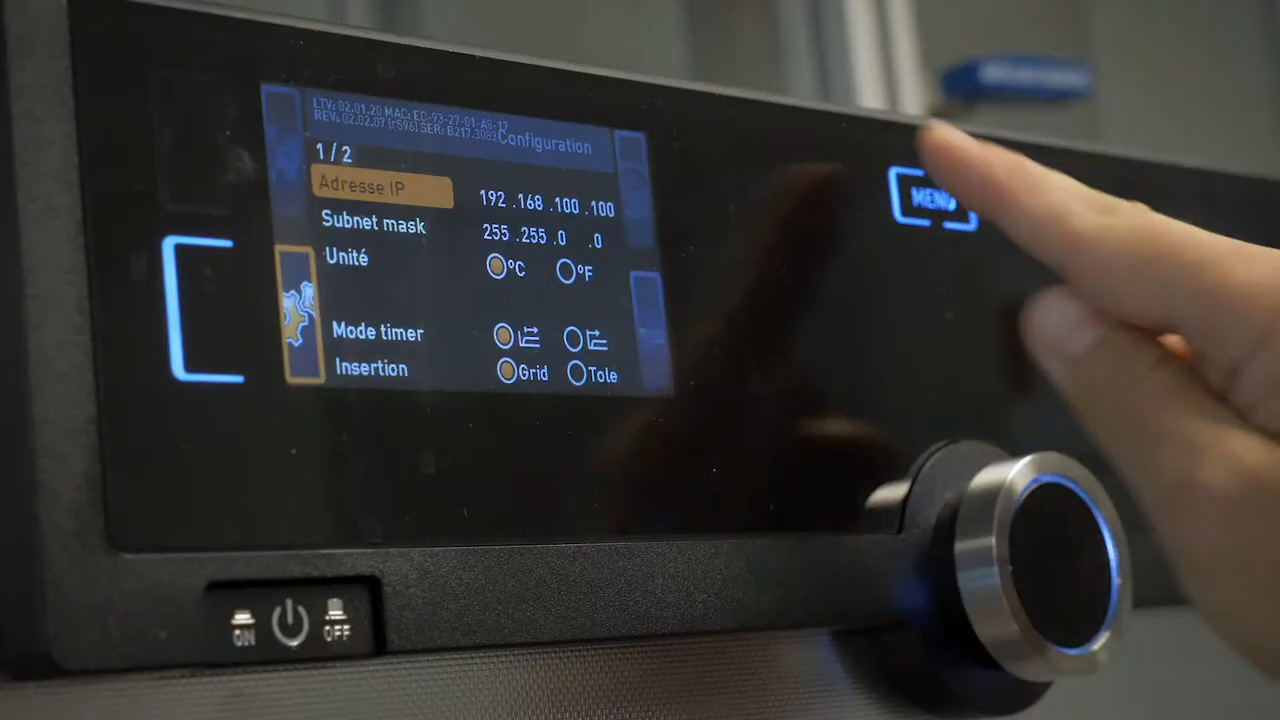 LTV: 02.01.20 MAC: EC-93-27-01-A8-17
REV: 02.02.07 (r596) SER: B217.3083
Configuration
1 / 2
Adresse IP 192 .168 .100 .100
Subnet mask 255 .255 .0 .0
Unité °C °F
Mode timer
Insertion Grid Tole
MENU
ON OFF